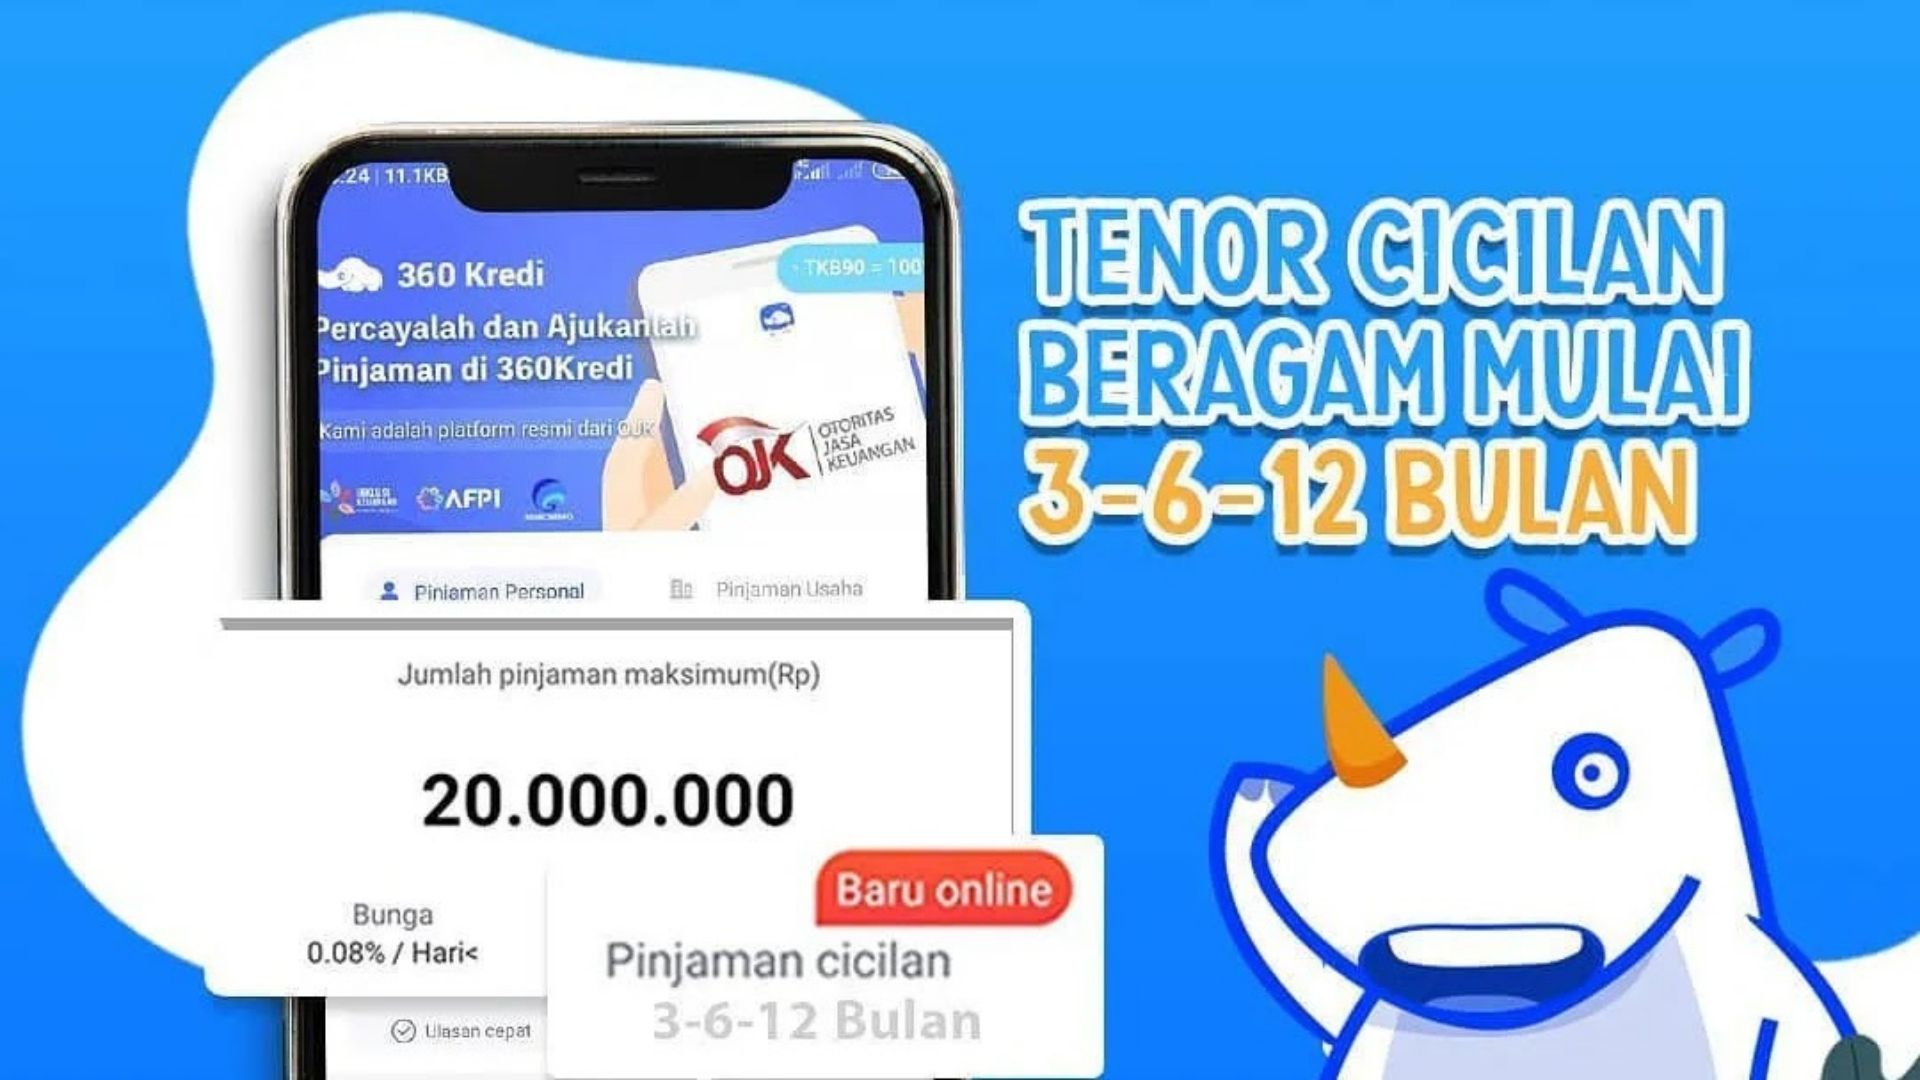 11.1KB
360 Kredi
TKB90 = 100
Percayalah dan Ajukanlah
Pinjaman di 360Kredi
Kami adalah platform resmi dari OJK
OJK
OTORITAS
JASA
KEUANGAN
AFPI
Pinjaman Personal
Pinjaman Usaha
Jumlah pinjaman maksimum(Rp)
20.000.000
Bunga
0.08% / Hari<
Baru online
Pinjaman cicilan
3-6-12 Bulan
Ulasan cepat
TENOR CICILAN
BERAGAM MULAI
3-6-12 BULAN